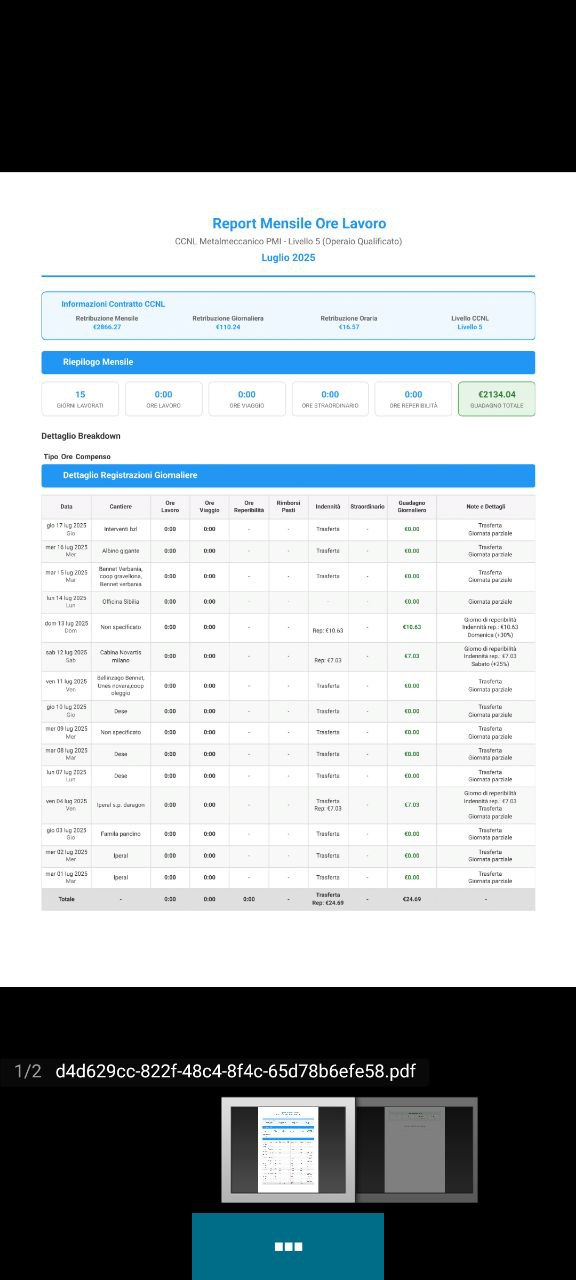 Report Mensile Ore Lavoro
CCNL Metalmeccanico PMI - Livello 5 (Operaio Qualificato)
Luglio 2025
Informazioni Contratto CCNL
Retribuzione Mensile Retribuzione Giornaliera Retribuzione Oraria Livello CCNL
€2866.27 €110.24 €16.57 Livello 5
Riepilogo Mensile
15 0:00 0:00 0:00 0:00 €2134.04
GIORNI LAVORATI ORE LAVORO ORE VIAGGIO ORE STRAORDINARIO ORE REPERIBILITÀ GUADAGNO TOTALE
Dettaglio Breakdown
Tipo Ore Compenso
Dettaglio Registrazioni Giornaliere
Data Cantiere Ore Lavoro Ore Viaggio Ore Reperibilità Rimborsi Pasti Indennità Straordinario Guadagno Giornaliero Note e Dettagli
gio 17 lug 2025 Gio Interventi bzl 0:00 0:00 - - Trasferta - €0.00 Trasferta Giornata parziale
mer 16 lug 2025 Mer Albino gigante 0:00 0:00 - - Trasferta - €0.00 Trasferta Giornata parziale
mar 15 lug 2025 Mar Bennet Verbania, coop gravellona, Bennet verbania 0:00 0:00 - - Trasferta - €0.00 Trasferta Giornata parziale
lun 14 lug 2025 Lun Officina Sibilia 0:00 0:00 - - - - €0.00 Giornata parziale
dom 13 lug 2025 Dom Non specificato 0:00 0:00 - - Rep: €10.63 - €10.63 Giorno di reperibilità Indennità rep.: €10.63 Domenica (+30%)
sab 12 lug 2025 Sab Cabina Novartis milano 0:00 0:00 - - Rep: €7.03 - €7.03 Giorno di reperibilità Indennità rep.: €7.03 Sabato (+25%)
ven 11 lug 2025 Ven Bellinzago Bennet, Unes novara,coop oleggio 0:00 0:00 - - Trasferta - €0.00 Trasferta Giornata parziale
gio 10 lug 2025 Gio Dese 0:00 0:00 - - Trasferta - €0.00 Trasferta Giornata parziale
mer 09 lug 2025 Mer Non specificato 0:00 0:00 - - Trasferta - €0.00 Trasferta Giornata parziale
mar 08 lug 2025 Mar Dese 0:00 0:00 - - Trasferta - €0.00 Trasferta Giornata parziale
lun 07 lug 2025 Lun Dese 0:00 0:00 - - Trasferta - €0.00 Trasferta Giornata parziale
ven 04 lug 2025 Ven Iperal s.p. daragon 0:00 0:00 - - Trasferta Rep: €7.03 - €7.03 Giorno di reperibilità Indennità rep.: €7.03 Trasferta Giornata parziale
gio 03 lug 2025 Gio Famila pancino 0:00 0:00 - - Trasferta - €0.00 Trasferta Giornata parziale
mer 02 lug 2025 Mer Iperal 0:00 0:00 - - Trasferta - €0.00 Trasferta Giornata parziale
mar 01 lug 2025 Mar Iperal 0:00 0:00 - - Trasferta - €0.00 Trasferta Giornata parziale
Totale - 0:00 0:00 0:00 - Trasferta Rep: €24.69 - €24.69 -
1/2 d4d629cc-822f-48c4-8f4c-65d78b6efe58.pdf